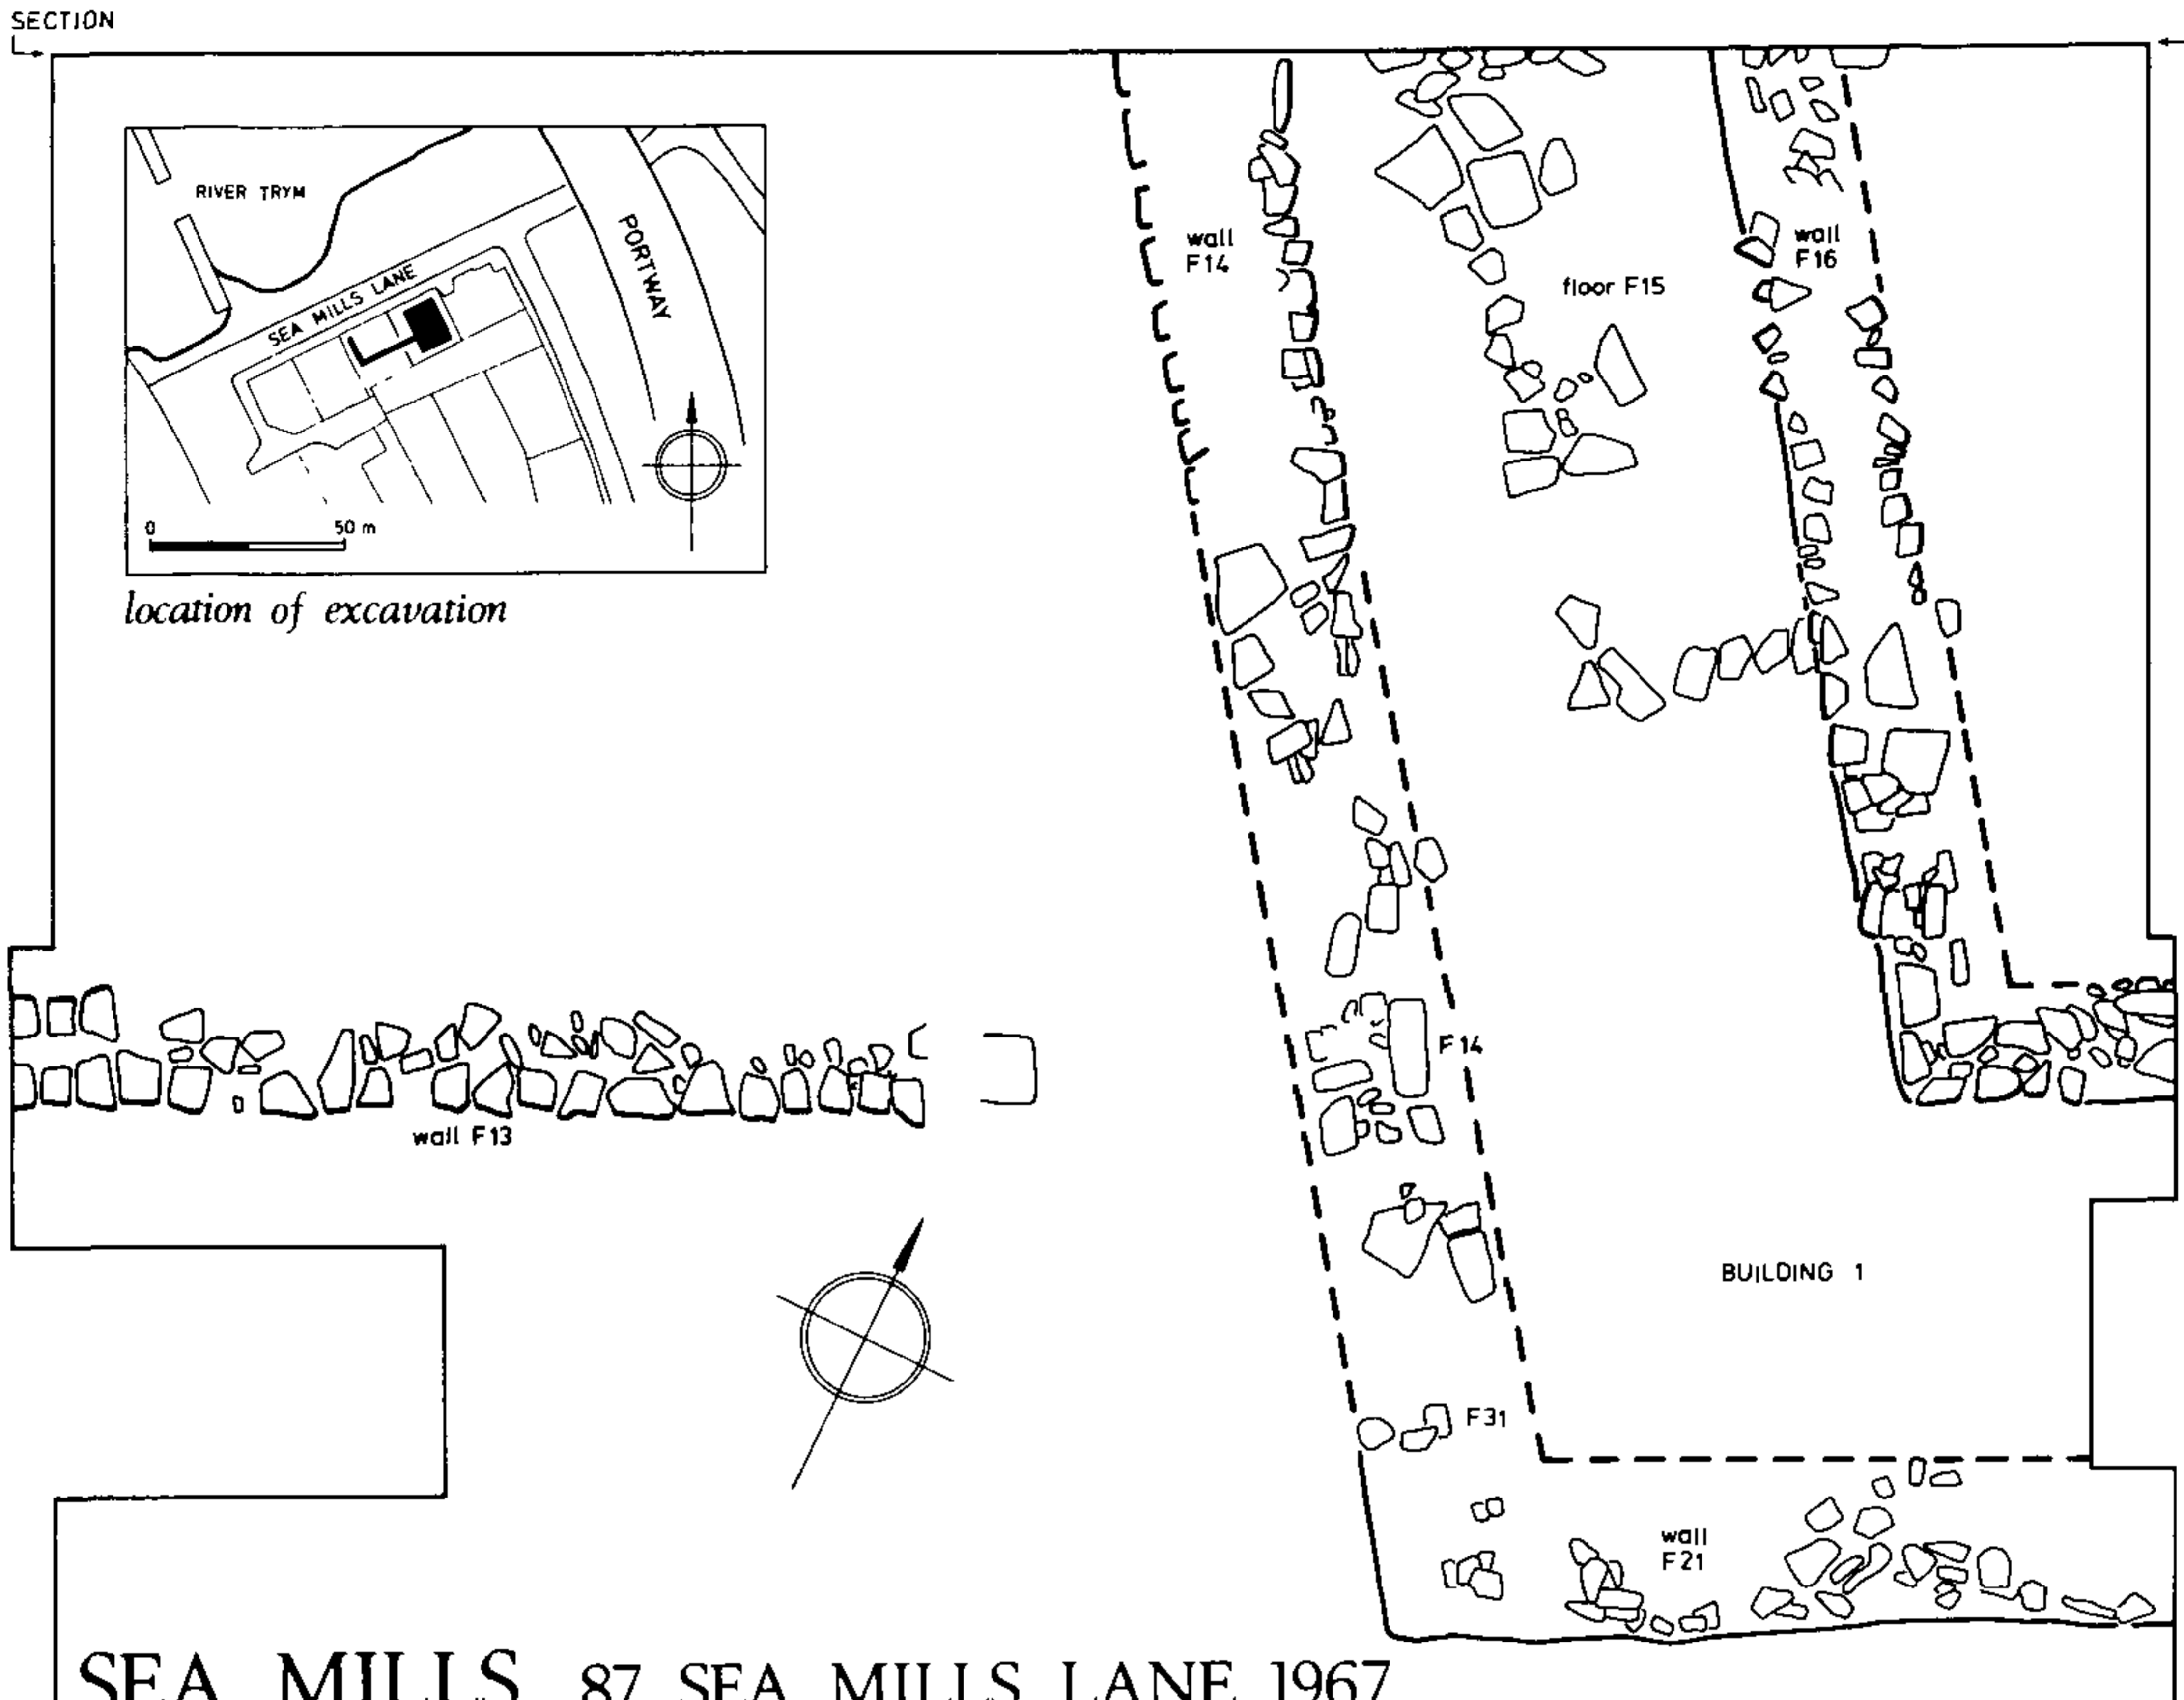 SECTION
RIVER TRYM
PORTWAY
SEA MILLS LANE
0 50 m
location of excavation
wall
F14
floor F15
wall
F16
F14
wall F13
BUILDING 1
F31
wall
F21
SEA MILLS 87 SEA MILLS LANE 1967